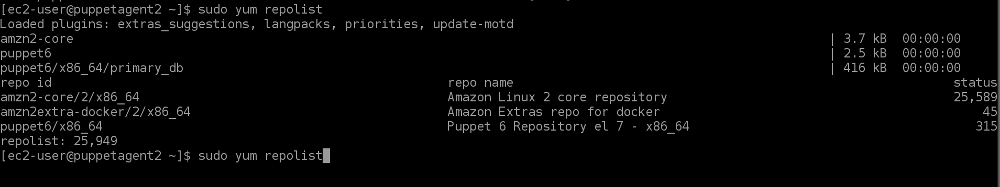 [ec2-user@puppetagent2 ~]$ sudo yum repolist
Loaded plugins: extras_suggestions, langpacks, priorities, update-motd
amzn2-core | 3.7 kB 00:00:00
puppet6 | 2.5 kB 00:00:00
puppet6/x86_64/primary_db | 416 kB 00:00:00
repo id repo name status
amzn2-core/2/x86_64 Amazon Linux 2 core repository 25,589
amzn2extra-docker/2/x86_64 Amazon Extras repo for docker 45
puppet6/x86_64 Puppet 6 Repository el 7 - x86_64 315
repolist: 25,949
[ec2-user@puppetagent2 ~]$ sudo yum repolist